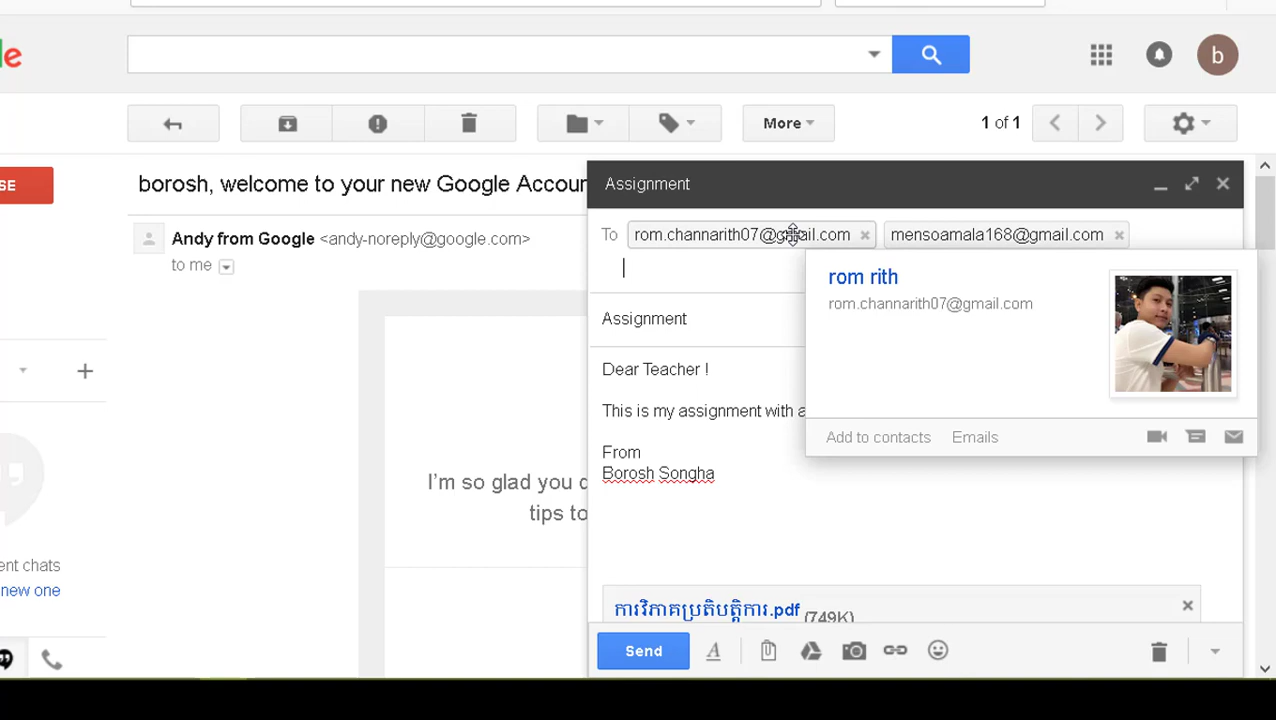 b
More
1 of 1
borosh, welcome to your new Google Accoun
Andy from Google <andy-noreply@google.com>
to me
Assignment
To rom.channarith07@gmail.com mensoamala168@gmail.com
rom rith
rom.channarith07@gmail.com
Assignment
Dear Teacher !
This is my assignment with a
Add to contacts Emails
From
Borosh Songha
I'm so glad you d
tips to
ent chats
new one
ការវិភាគប្រតិបត្តិការ.pdf (749K)
Send